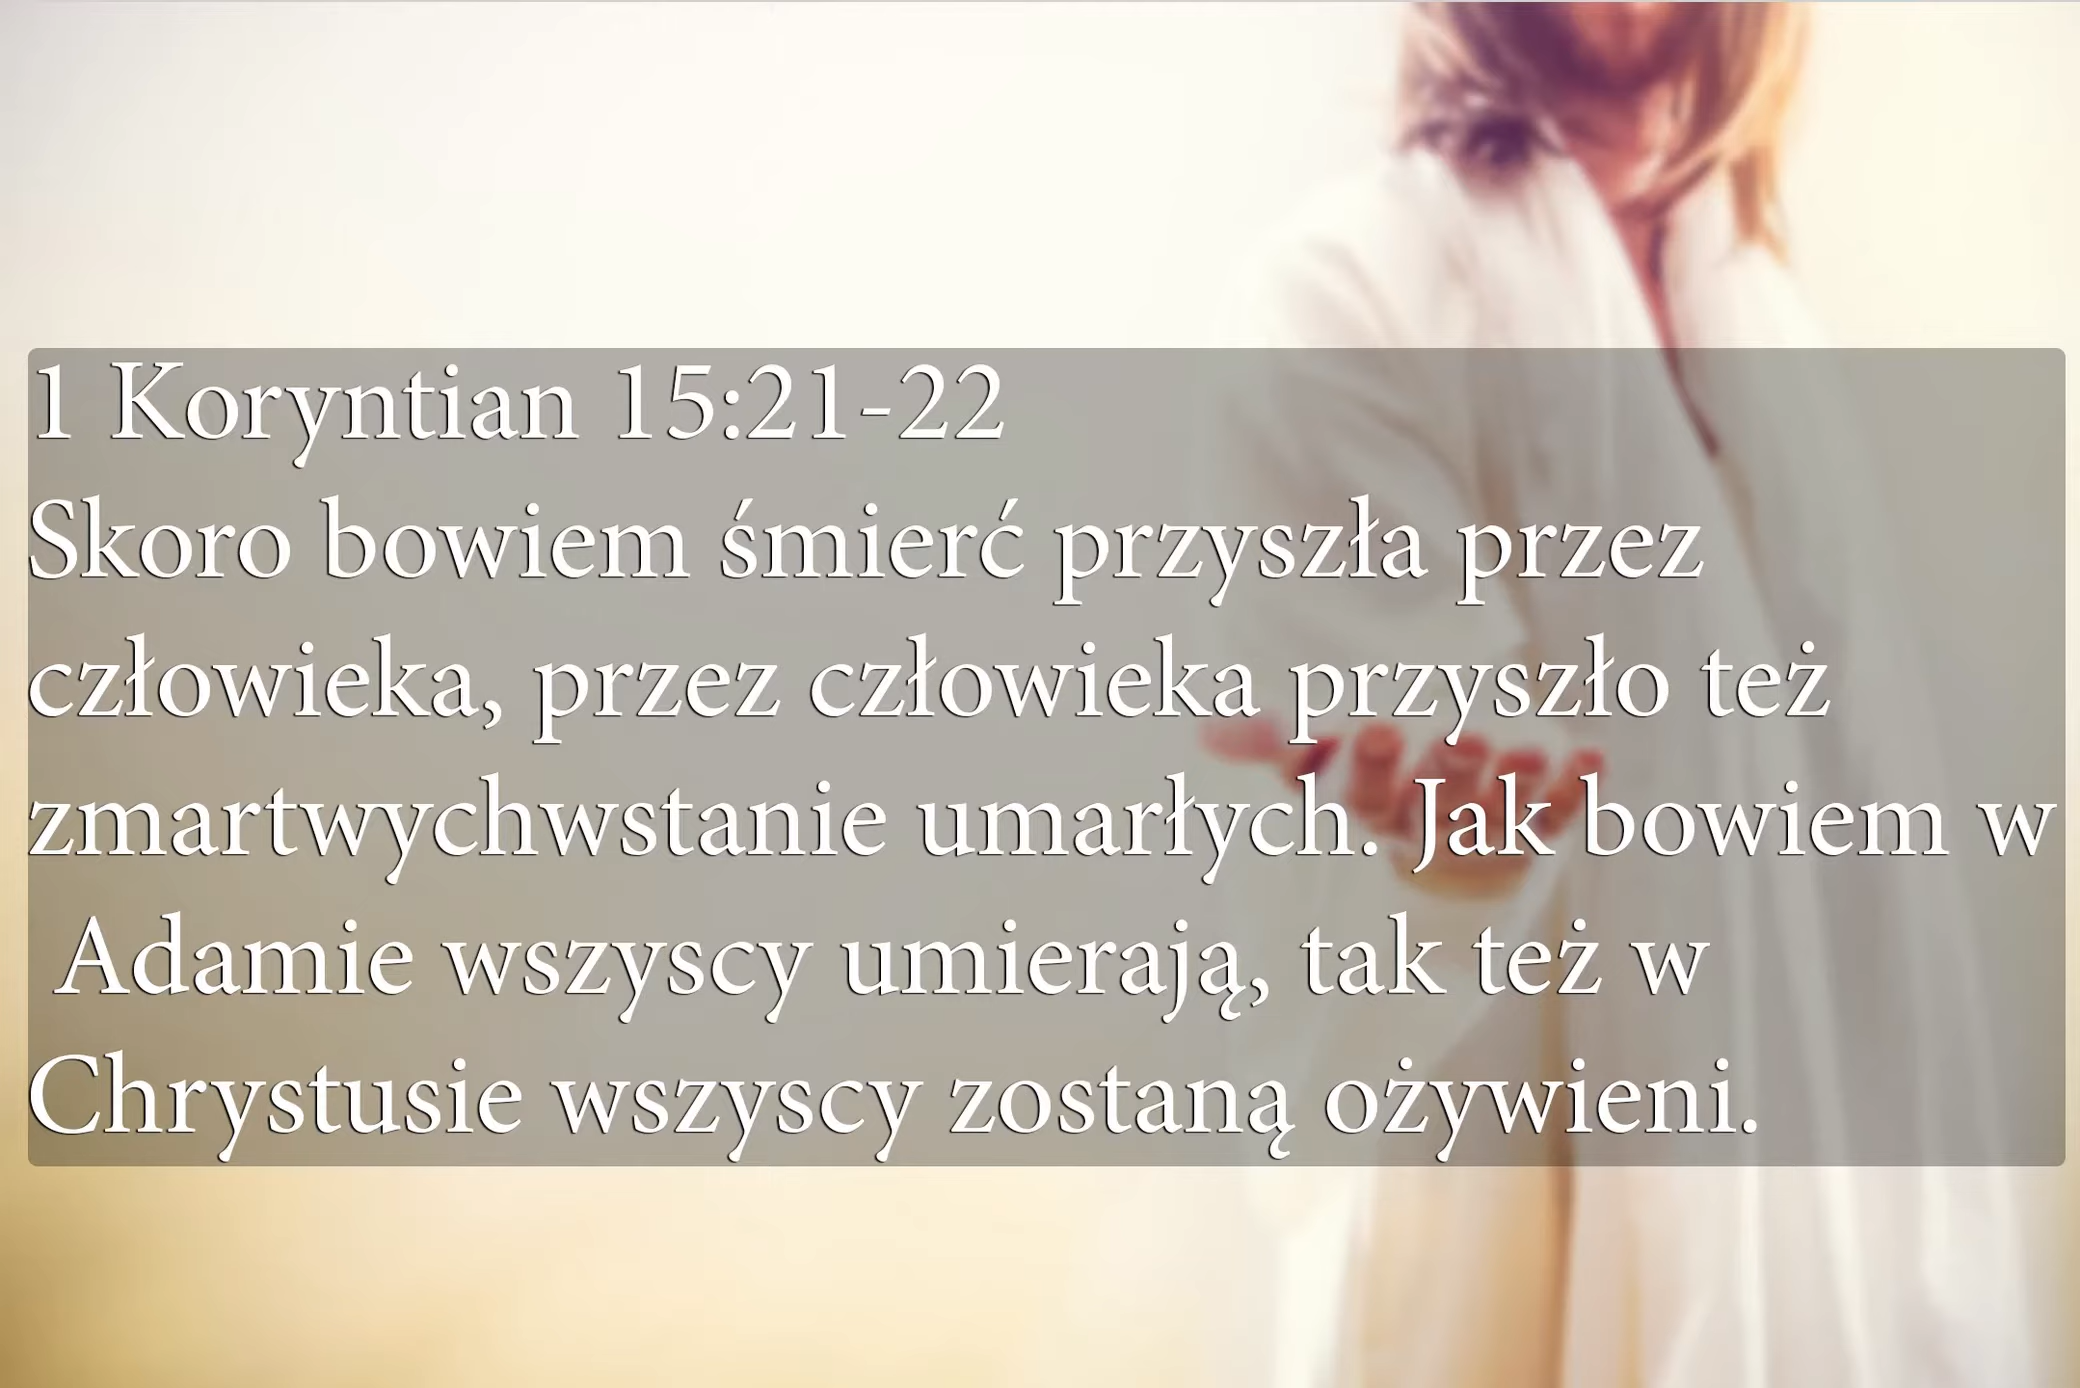 1 Koryntian 15:21-22
Skoro bowiem śmierć przyszła przez
człowieka, przez człowieka przyszło też
zmartwychwstanie umarłych. Jak bowiem w
Adamie wszyscy umierają, tak też w
Chrystusie wszyscy zostaną ożywieni.